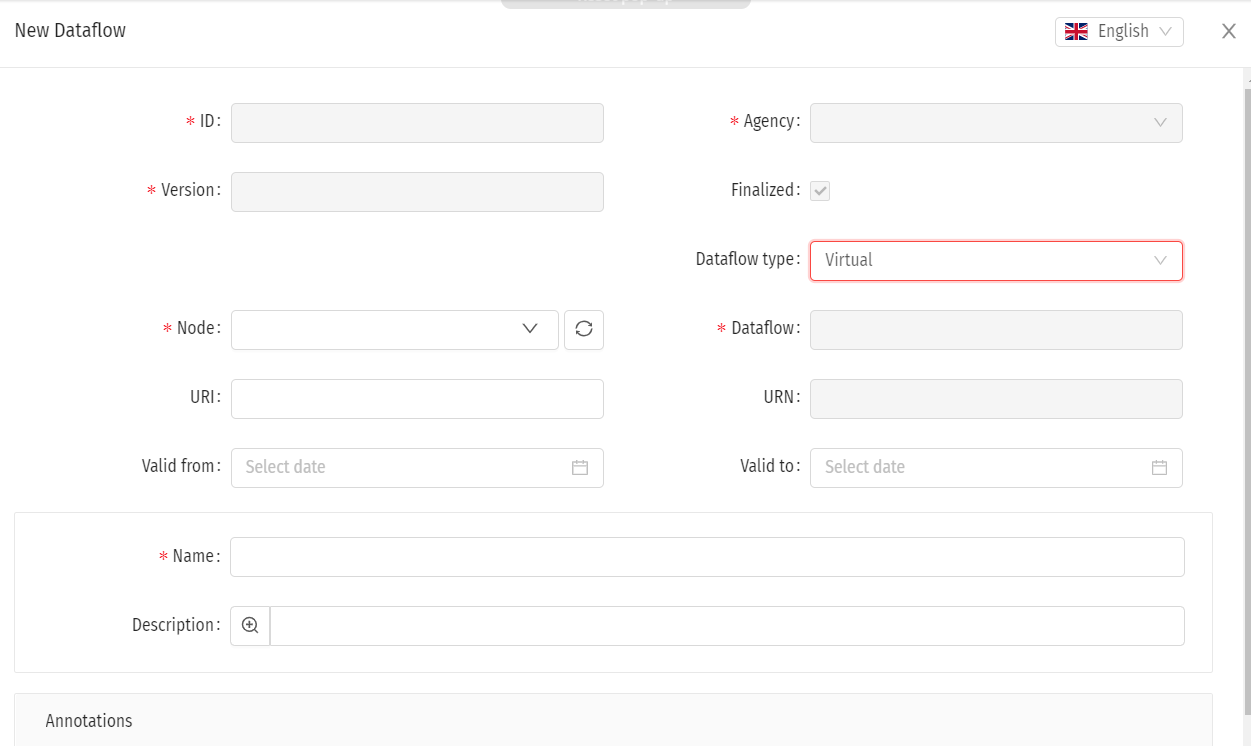 New Dataflow
English
* ID:
* Agency:
* Version:
Finalized:
Dataflow type:
Virtual
* Node:
* Dataflow:
URI:
URN:
Valid from:
Select date
Valid to:
Select date
* Name:
Description:
Annotations